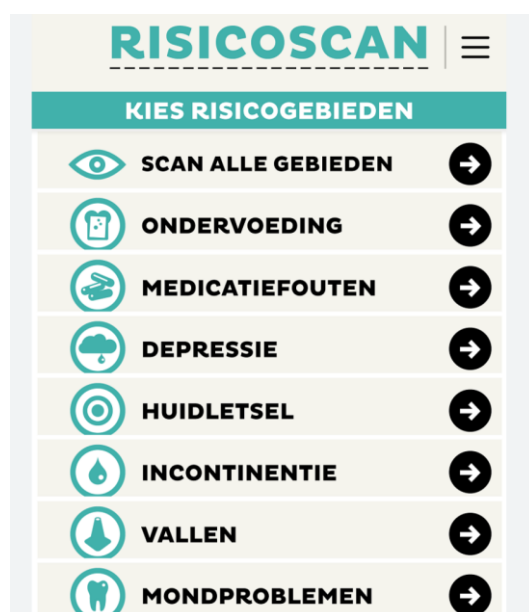 RISICOSCAN
KIES RISICOGEBIEDEN
SCAN ALLE GEBIEDEN
ONDERVOEDING
MEDICATIEFOUTEN
DEPRESSIE
HUIDLETSEL
INCONTINENTIE
VALLEN
MONDPROBLEMEN